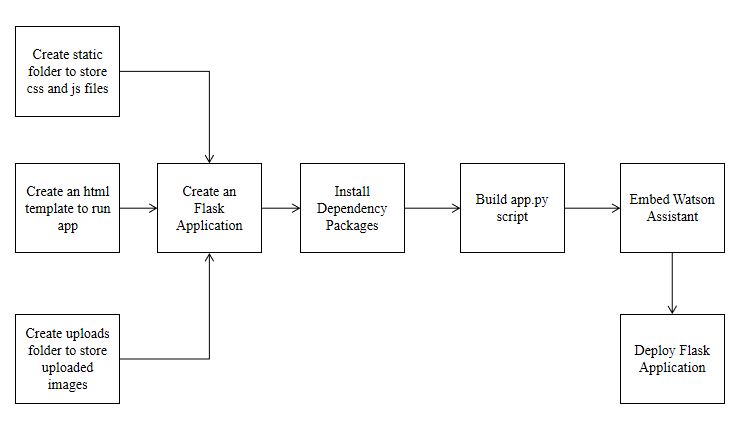 Create static
folder to store
css and js files
Create an html
template to run
app
Create uploads
folder to store
uploaded
images
Create an
Flask
Application
Install
Dependency
Packages
Build app.py
script
Embed Watson
Assistant
Deploy Flask
Application